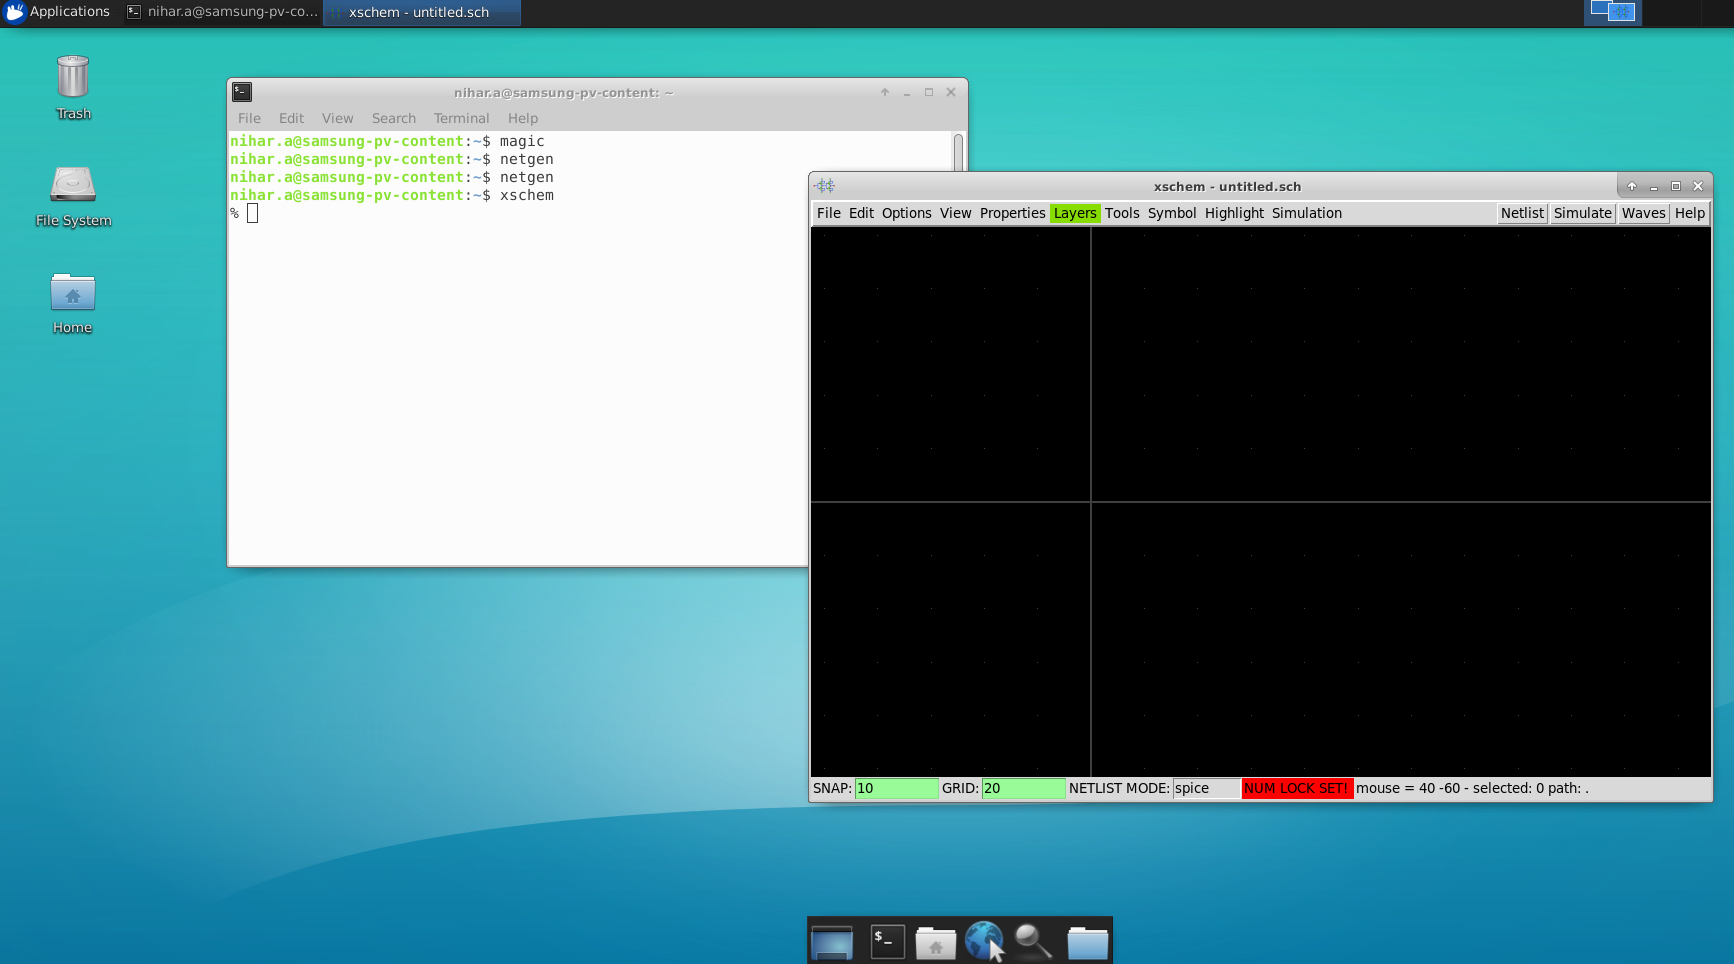 Applications
nihar.a@samsung-pv-co...
xschem - untitled.sch
Trash
File System
Home
nihar.a@samsung-pv-content: ~
File Edit View Search Terminal Help
nihar.a@samsung-pv-content:~$ magic
nihar.a@samsung-pv-content:~$ netgen
nihar.a@samsung-pv-content:~$ netgen
nihar.a@samsung-pv-content:~$ xschem
%
xschem - untitled.sch
File Edit Options View Properties Layers Tools Symbol Highlight Simulation Netlist Simulate Waves Help
SNAP: 10 GRID: 20 NETLIST MODE: spice NUM LOCK SET! mouse = 40 -60 - selected: 0 path: .
$_